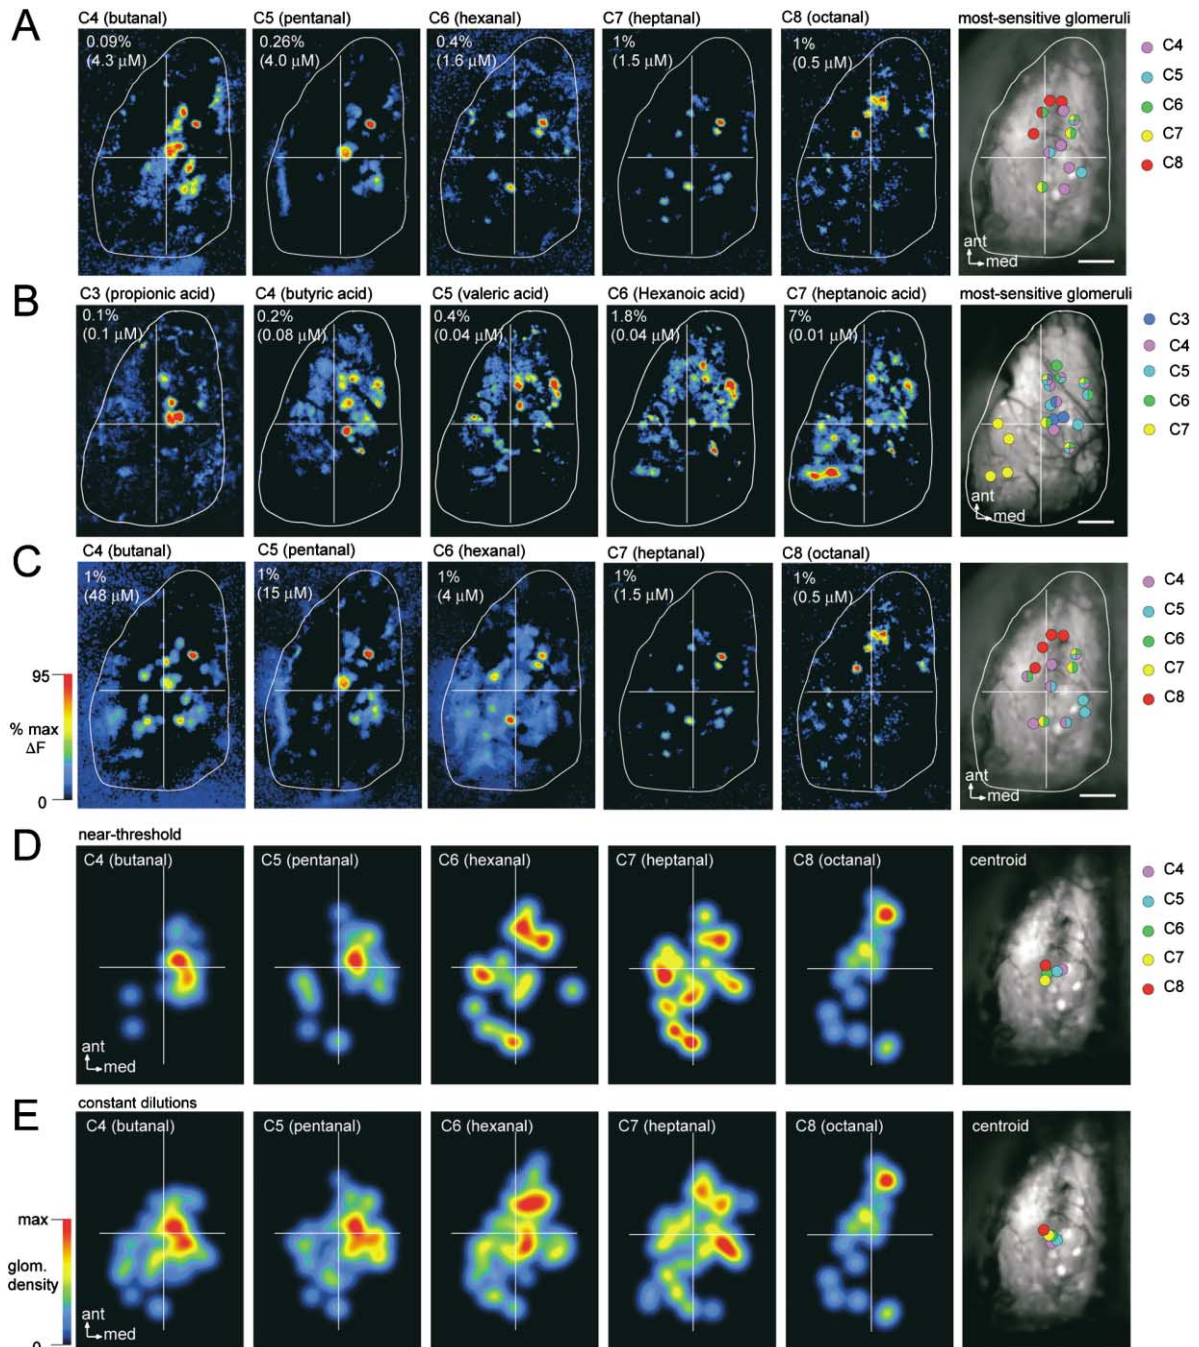 A
C4 (butanal)
0.09%
(4.3 μM)
C5 (pentanal)
0.26%
(4.0 μM)
C6 (hexanal)
0.4%
(1.6 μM)
C7 (heptanal)
1%
(1.5 μM)
C8 (octanal)
1%
(0.5 μM)
most-sensitive glomeruli
ant
med
C4
C5
C6
C7
C8
B
C3 (propionic acid)
0.1%
(0.1 μM)
C4 (butyric acid)
0.2%
(0.08 μM)
C5 (valeric acid)
0.4%
(0.04 μM)
C6 (Hexanoic acid)
1.8%
(0.04 μM)
C7 (heptanoic acid)
7%
(0.01 μM)
most-sensitive glomeruli
ant
med
C3
C4
C5
C6
C7
C
C4 (butanal)
1%
(48 μM)
C5 (pentanal)
1%
(15 μM)
C6 (hexanal)
1%
(4 μM)
C7 (heptanal)
1%
(1.5 μM)
C8 (octanal)
1%
(0.5 μM)
95
% max
ΔF
0
ant
med
C4
C5
C6
C7
C8
D
near-threshold
C4 (butanal)
ant
med
C5 (pentanal)
C6 (hexanal)
C7 (heptanal)
C8 (octanal)
centroid
C4
C5
C6
C7
C8
E
constant dilutions
C4 (butanal)
C5 (pentanal)
C6 (hexanal)
C7 (heptanal)
C8 (octanal)
centroid
max
glom.
density
0
ant
med